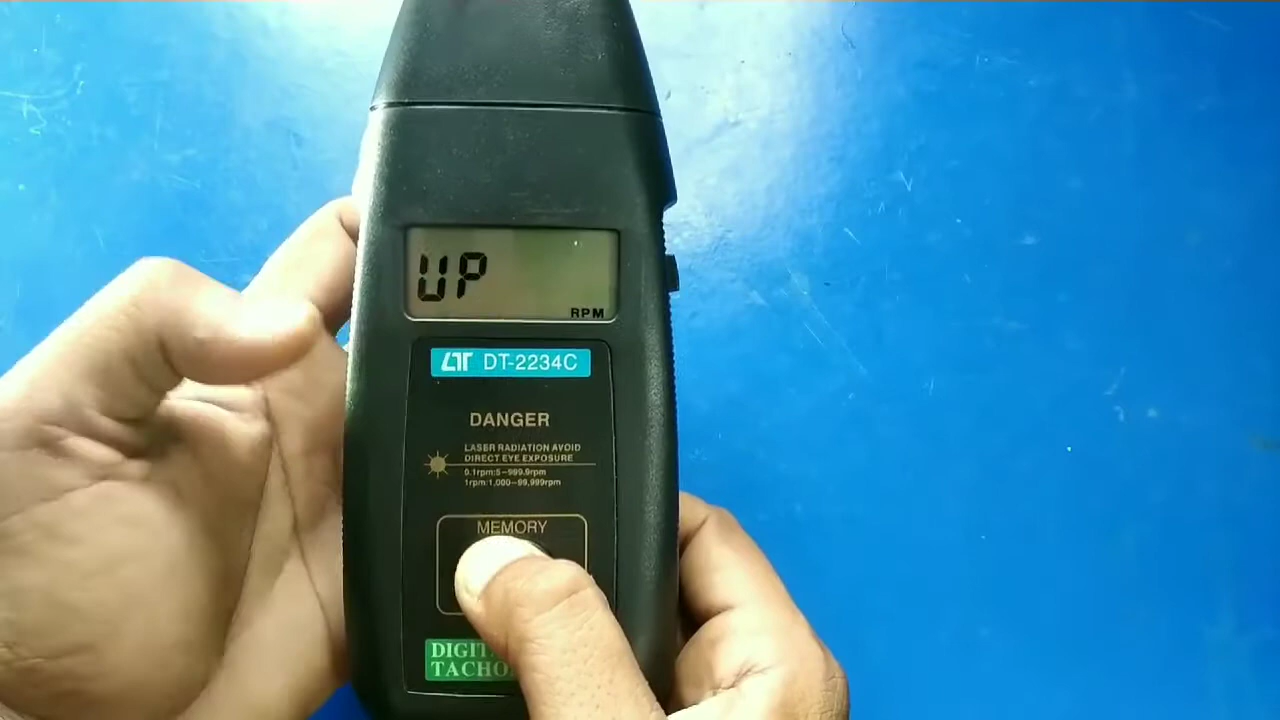 UP
RPM
LT DT-2234C
DANGER
LASER RADIATION AVOID
DIRECT EYE EXPOSURE
0.1rpm:5-999.9rpm
1rpm:1,000-99,999rpm
MEMORY